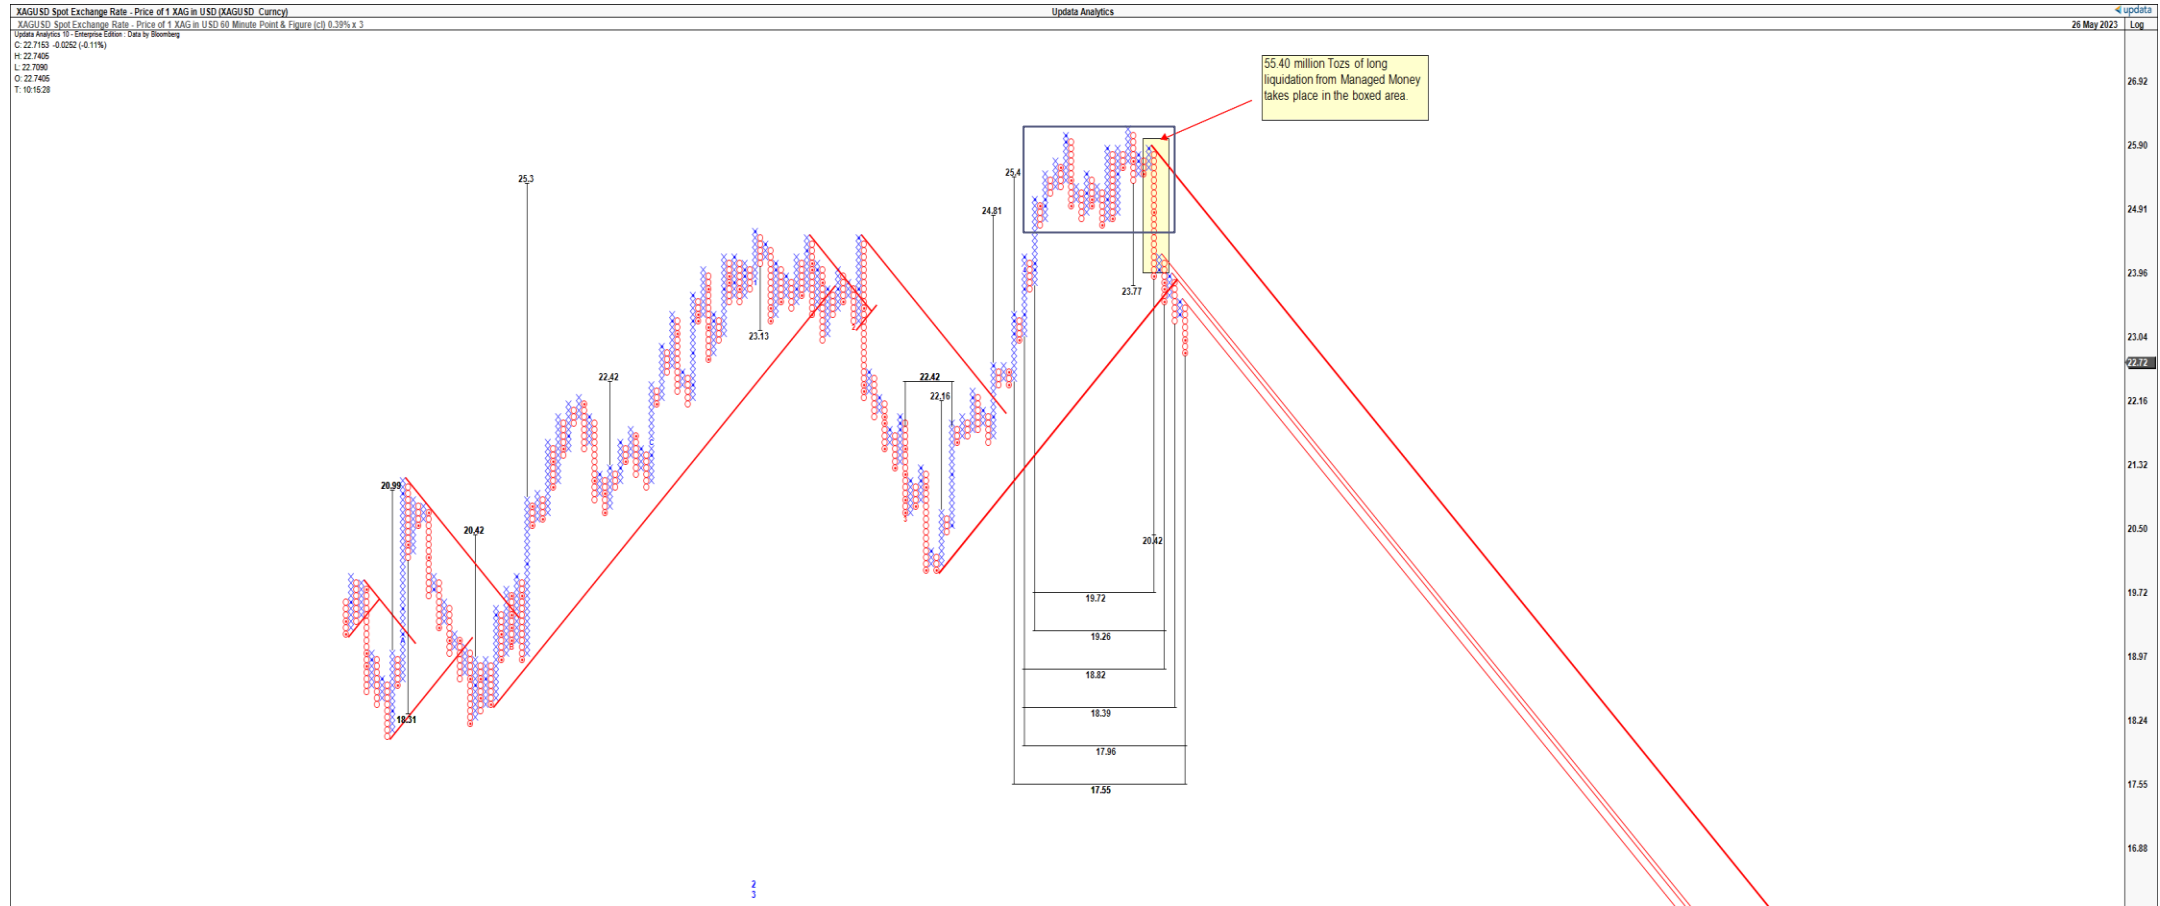 XAGUSD Spot Exchange Rate - Price of 1 XAG in USD (XAGUSD Curncy)
Updata Analytics
updata
XAGUSD Spot Exchange Rate - Price of 1 XAG in USD 60 Minute Point & Figure (cl) 0.39% x 3
26 May 2023
Log
Updata Analytics 10 - Enterprise Edition : Data by Bloomberg
C: 22.7153 -0.0252 (-0.11%)
H: 22.7405
L: 22.7090
O: 22.7405
T: 10:15:28
55.40 million Tozs of long
liquidation from Managed Money
takes place in the boxed area.
26.92
25.90
24.91
23.96
23.04
22.72
22.16
21.32
20.50
19.72
18.97
18.24
17.55
16.88
25.3
25.4
24.81
23.77
23.13
22.42
22.42
22.16
20.99
20.42
18.31
20.42
19.72
19.26
18.82
18.39
17.96
17.55
2
3